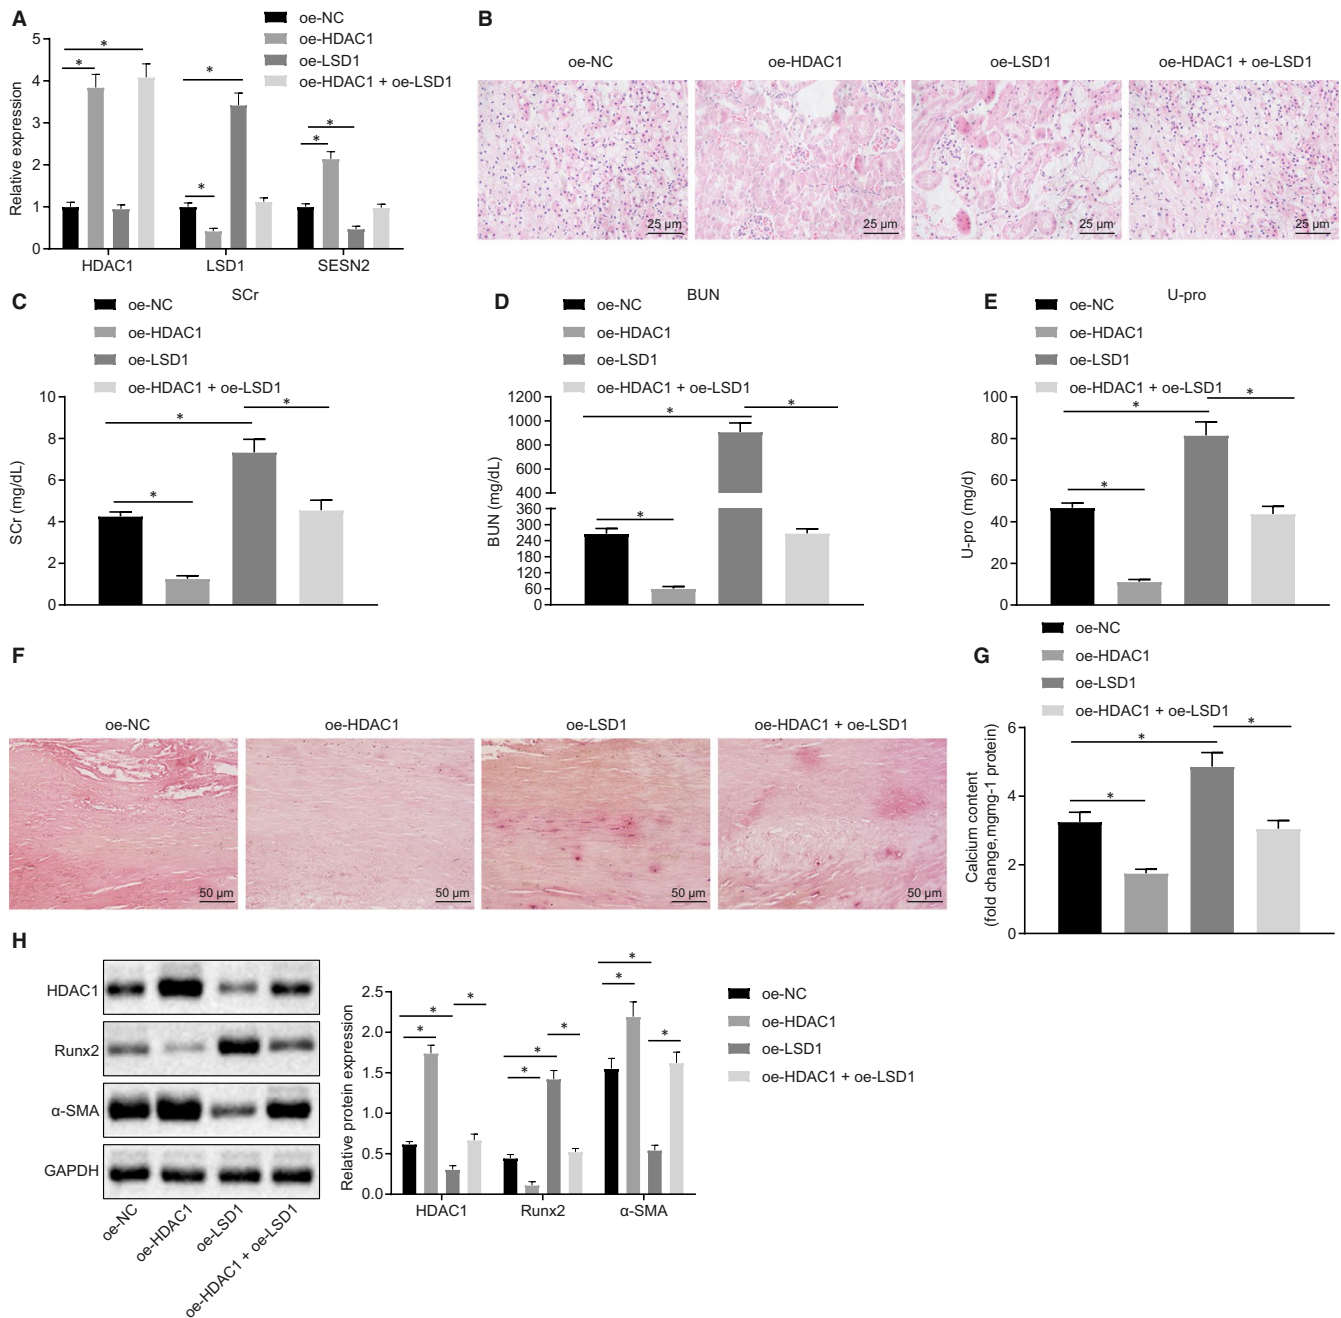 A
oe-NC
oe-HDAC1
oe-LSD1
oe-HDAC1 + oe-LSD1
Relative expression
5
4
3
2
1
0
* * * * * *
HDAC1 LSD1 SESN2
B
oe-NC oe-HDAC1 oe-LSD1 oe-HDAC1 + oe-LSD1
25 µm 25 µm 25 µm 25 µm
C
SCr
oe-NC
oe-HDAC1
oe-LSD1
oe-HDAC1 + oe-LSD1
SCr (mg/dL)
10
8
6
4
2
0
* * *
D
BUN
oe-NC
oe-HDAC1
oe-LSD1
oe-HDAC1 + oe-LSD1
BUN (mg/dL)
1200
1000
800
600
400
360
300
240
180
120
60
0
* * *
E
U-pro
oe-NC
oe-HDAC1
oe-LSD1
oe-HDAC1 + oe-LSD1
U-pro (mg/d)
100
80
60
40
20
0
* * *
F
oe-NC oe-HDAC1 oe-LSD1 oe-HDAC1 + oe-LSD1
50 µm 50 µm 50 µm 50 µm
G
oe-NC
oe-HDAC1
oe-LSD1
oe-HDAC1 + oe-LSD1
Calcium content
(fold change,mgmg-1 protein)
6
4
2
0
* * *
H
HDAC1
Runx2
α-SMA
GAPDH
oe-NC
oe-HDAC1
oe-LSD1
oe-HDAC1 + oe-LSD1
Relative protein expression
2.5
2.0
1.5
1.0
0.5
0.0
* * * * * * * * *
HDAC1 Runx2 α-SMA
oe-NC
oe-HDAC1
oe-LSD1
oe-HDAC1 + oe-LSD1